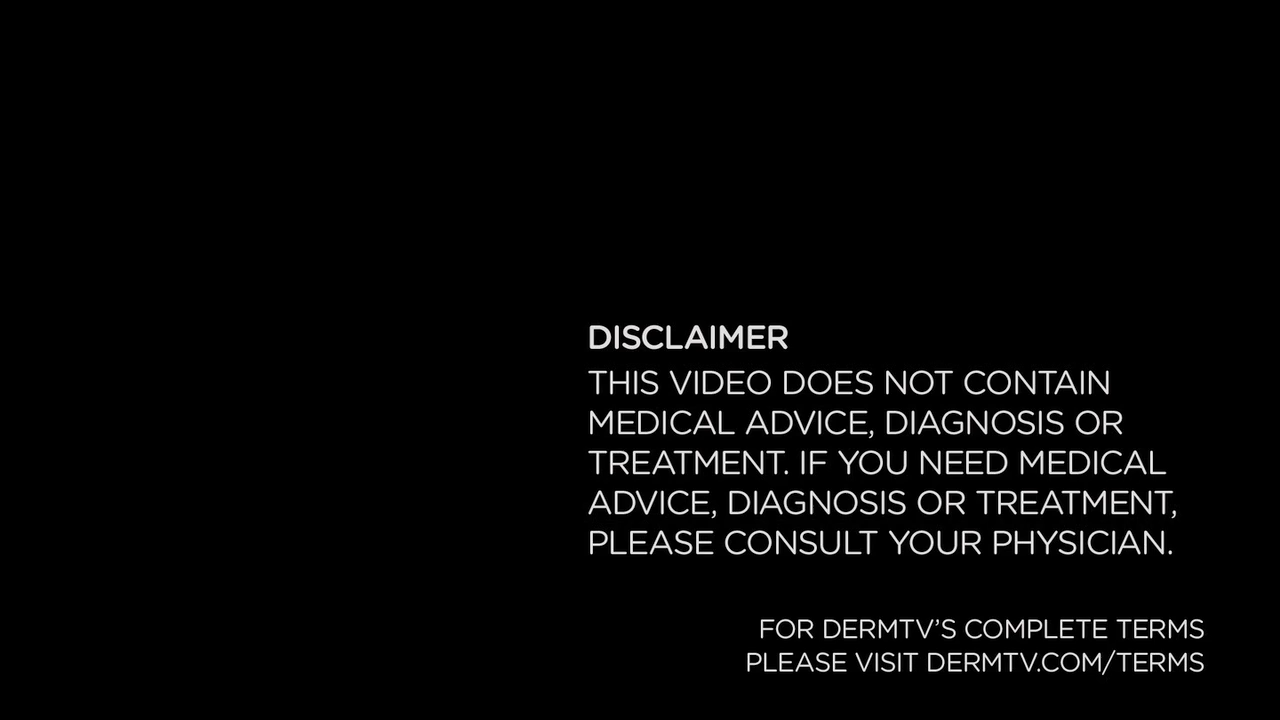 DISCLAIMER
THIS VIDEO DOES NOT CONTAIN
MEDICAL ADVICE, DIAGNOSIS OR
TREATMENT. IF YOU NEED MEDICAL
ADVICE, DIAGNOSIS OR TREATMENT,
PLEASE CONSULT YOUR PHYSICIAN.
FOR DERMTV’S COMPLETE TERMS
PLEASE VISIT DERMTV.COM/TERMS